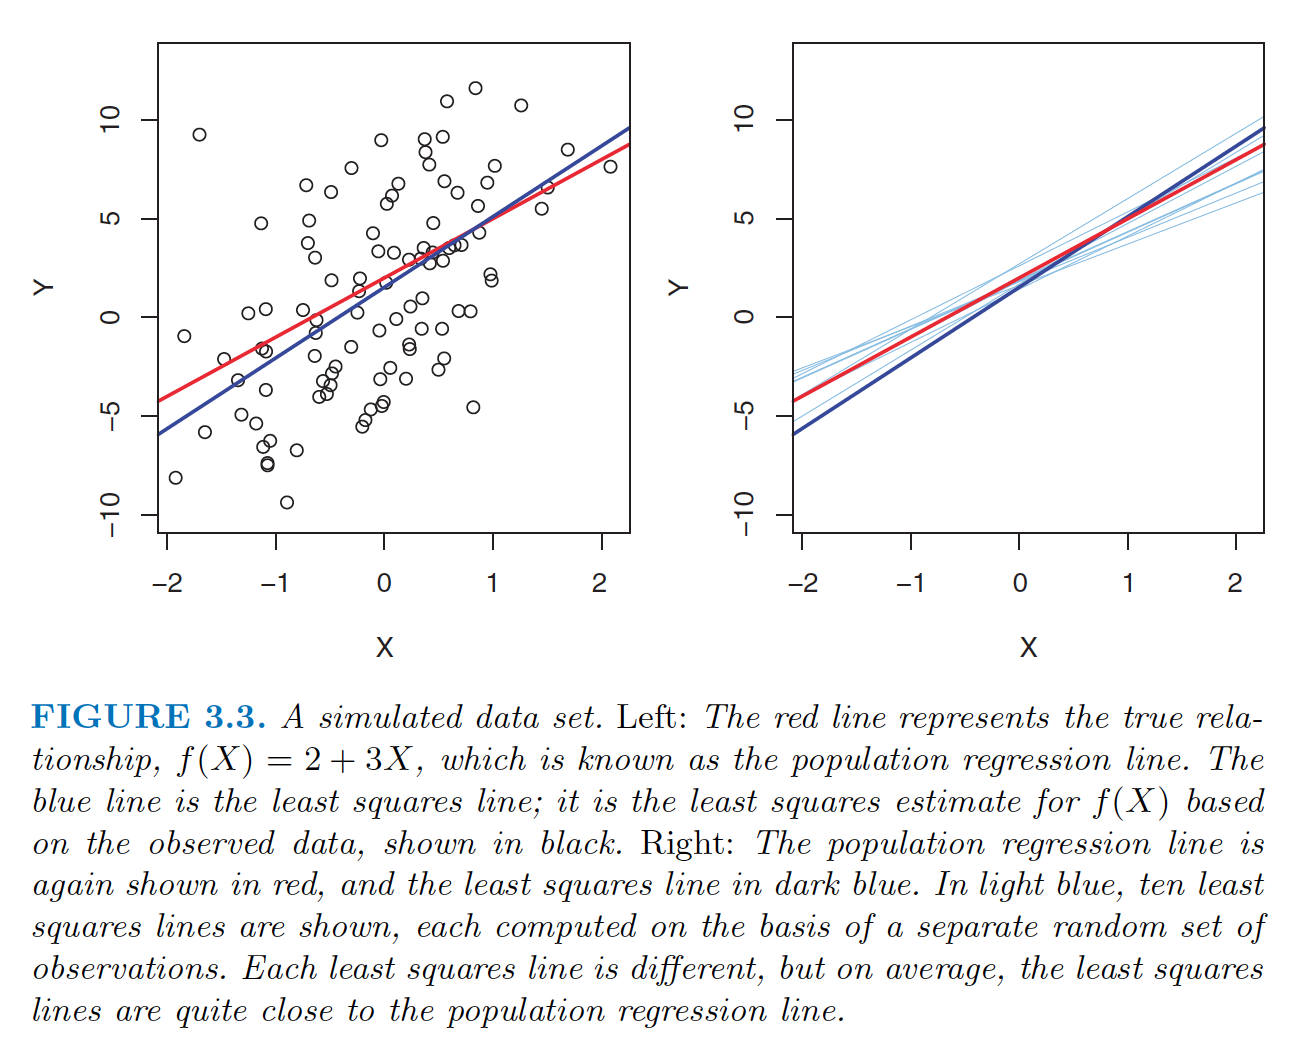 10
5
0
−5
−10
Y
−2 −1 0 1 2
X
10
5
0
−5
−10
Y
−2 −1 0 1 2
X
FIGURE 3.3. A simulated data set. Left: The red line represents the true rela-
tionship, f(X) = 2 + 3X, which is known as the population regression line. The
blue line is the least squares line; it is the least squares estimate for f(X) based
on the observed data, shown in black. Right: The population regression line is
again shown in red, and the least squares line in dark blue. In light blue, ten least
squares lines are shown, each computed on the basis of a separate random set of
observations. Each least squares line is different, but on average, the least squares
lines are quite close to the population regression line.